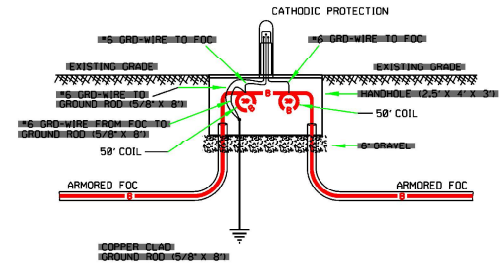 CATHODIC PROTECTION
#6 GRD-WIRE TO FOC
#6 GRD-WIRE TO FOC
EXISTING GRADE
EXISTING GRADE
#6 GRD-WIRE TO
GROUND ROD (5/8" X 8')
HANDHOLE (2.5' X 4' X 3')
#6 GRD-WIRE FROM FOC TO
GROUND ROD (5/8" X 8')
50' COIL
50' COIL
6" GRAVEL
ARMORED FOC
ARMORED FOC
B
B
B
COPPER CLAD
GROUND ROD (5/8" X 8')